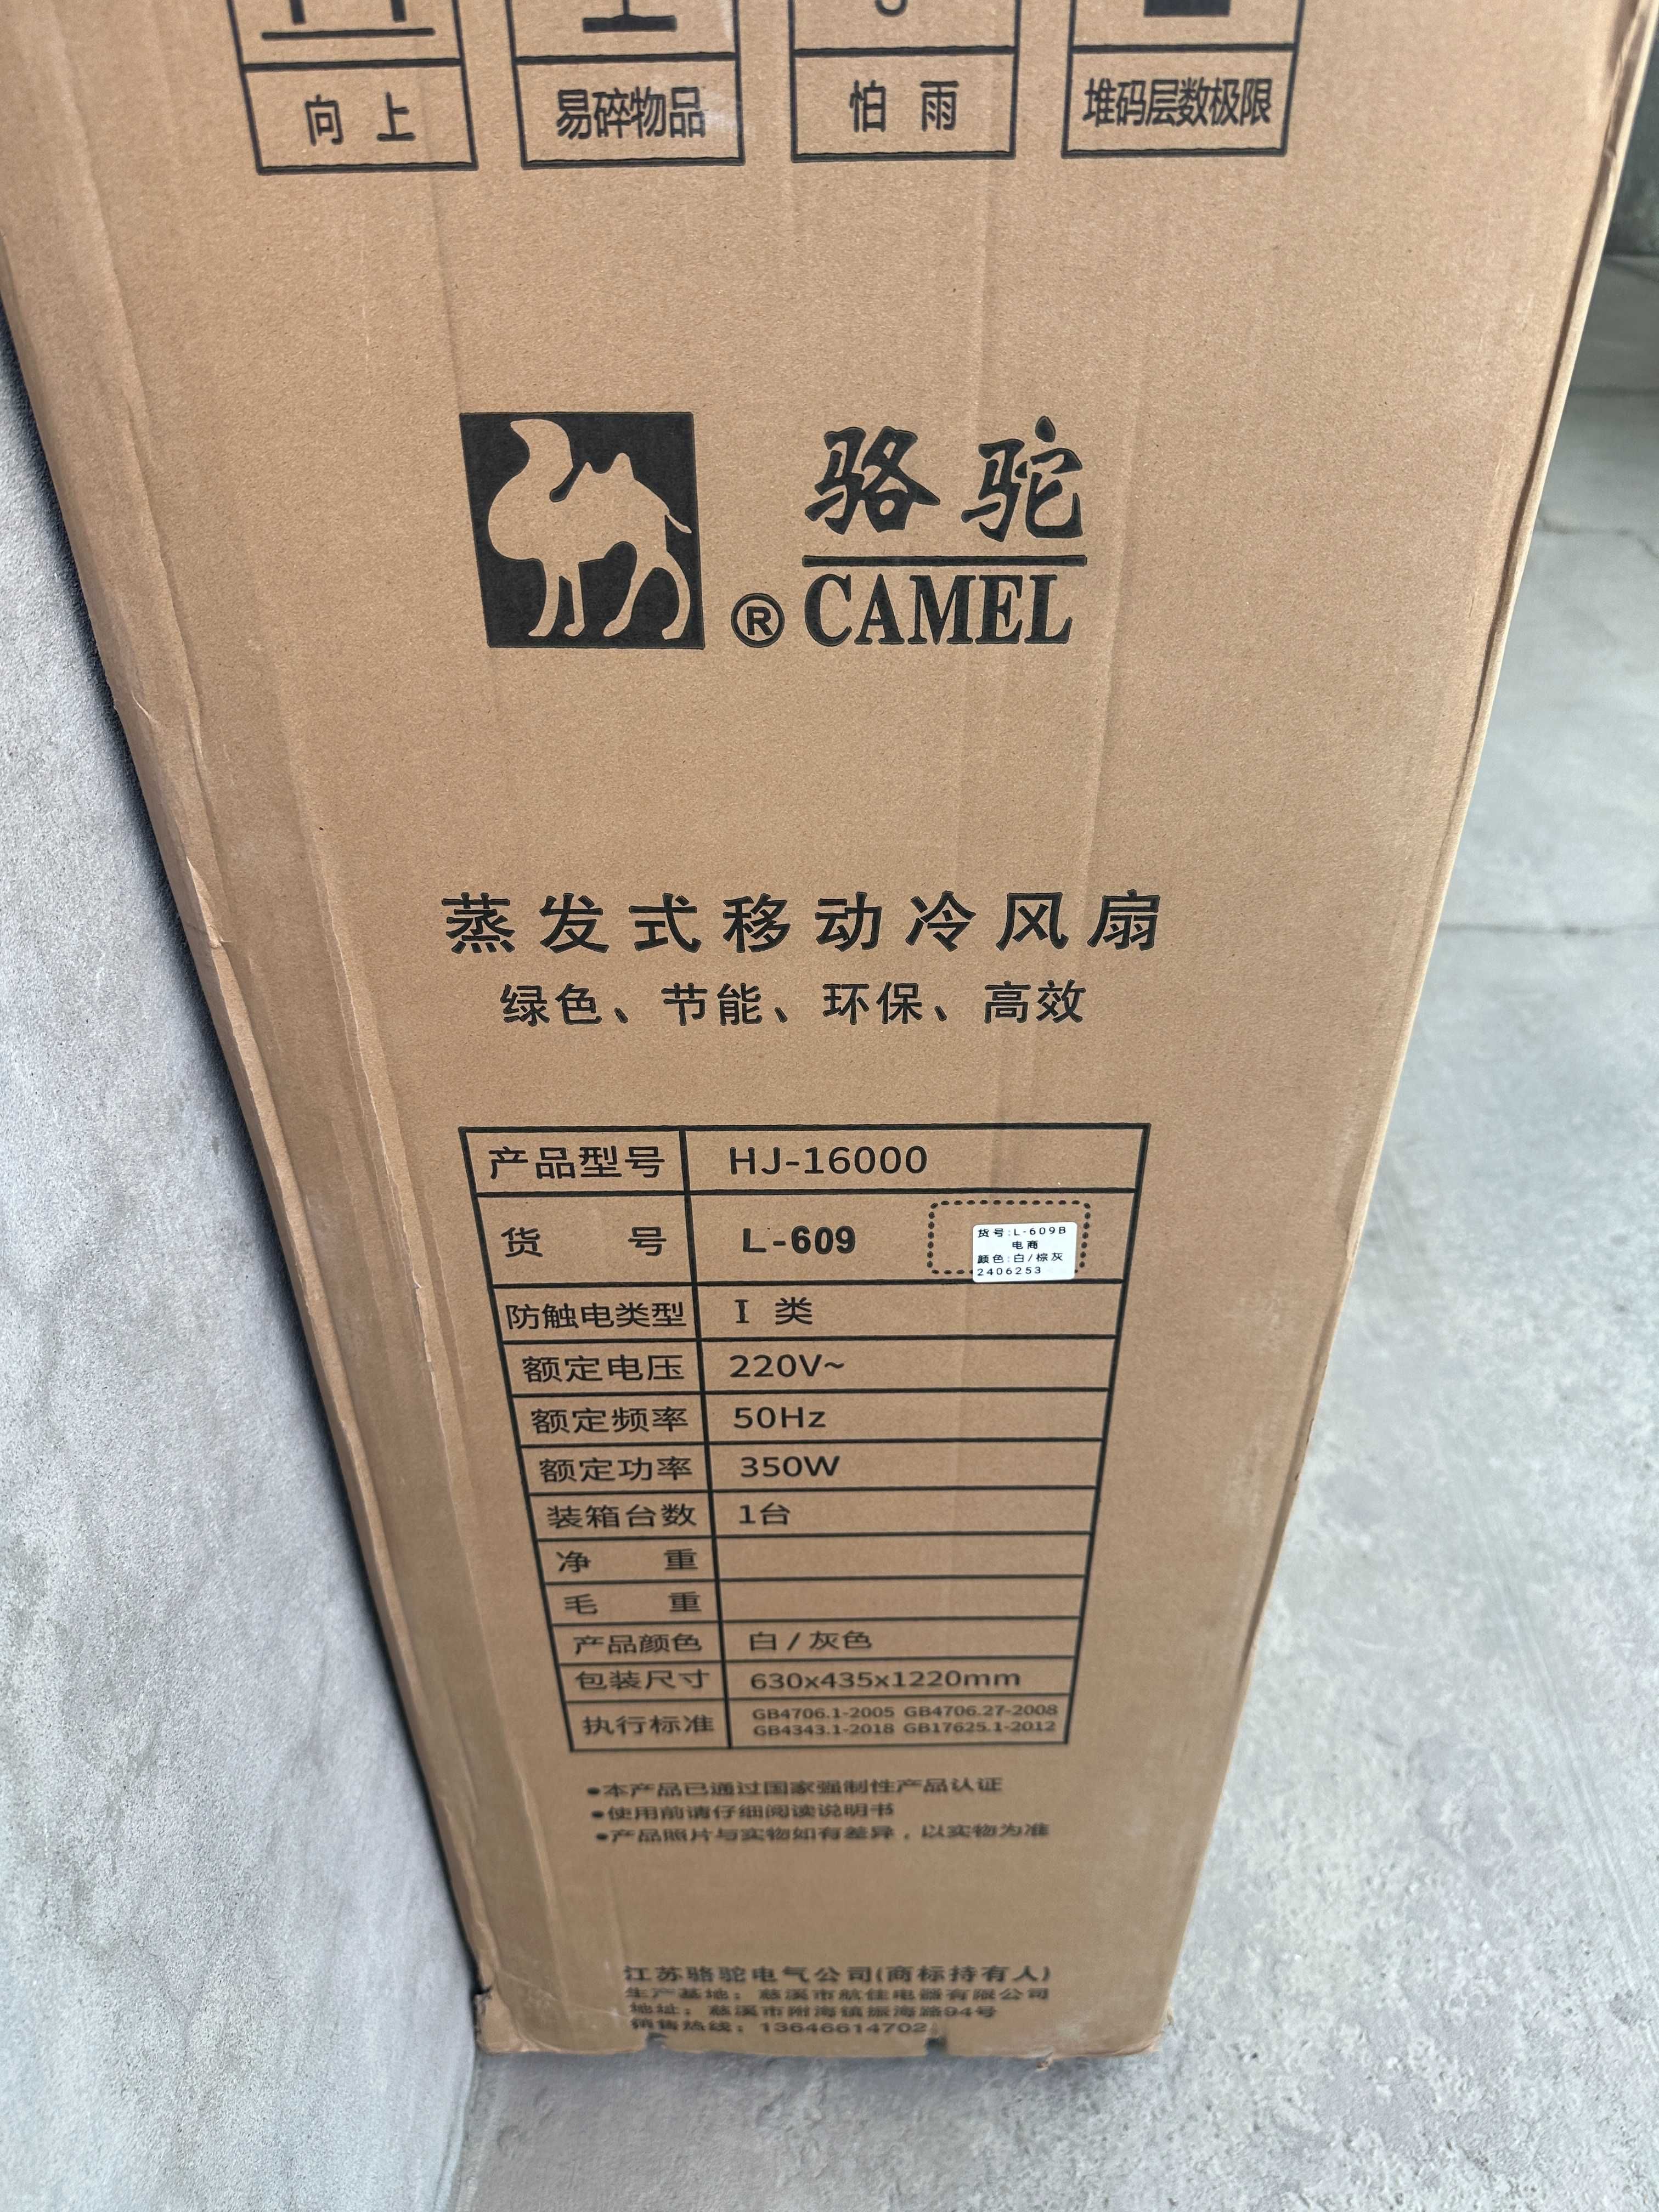 向上 易碎物品 怕雨 堆码层数极限
骆驼
® CAMEL
蒸发式移动冷风扇
绿色、节能、环保、高效
产品型号 HJ-16000
货号 L-609
货号:L-609B
电商
颜色:白/棕灰
2406253
防触电类型 I 类
额定电压 220V~
额定频率 50Hz
额定功率 350W
装箱台数 1台
净重
毛重
产品颜色 白/灰色
包装尺寸 630x435x1220mm
执行标准 GB4706.1-2005 GB4706.27-2008
GB4343.1-2018 GB17625.1-2012
•本产品已通过国家强制性产品认证
•使用前请仔细阅读说明书
•产品照片与实物如有差异，以实物为准
江苏骆驼电气公司(商标持有人)
生产基地：慈溪市航佳电器有限公司
地址：慈溪市附海镇振海路94号
销售热线：13646614702